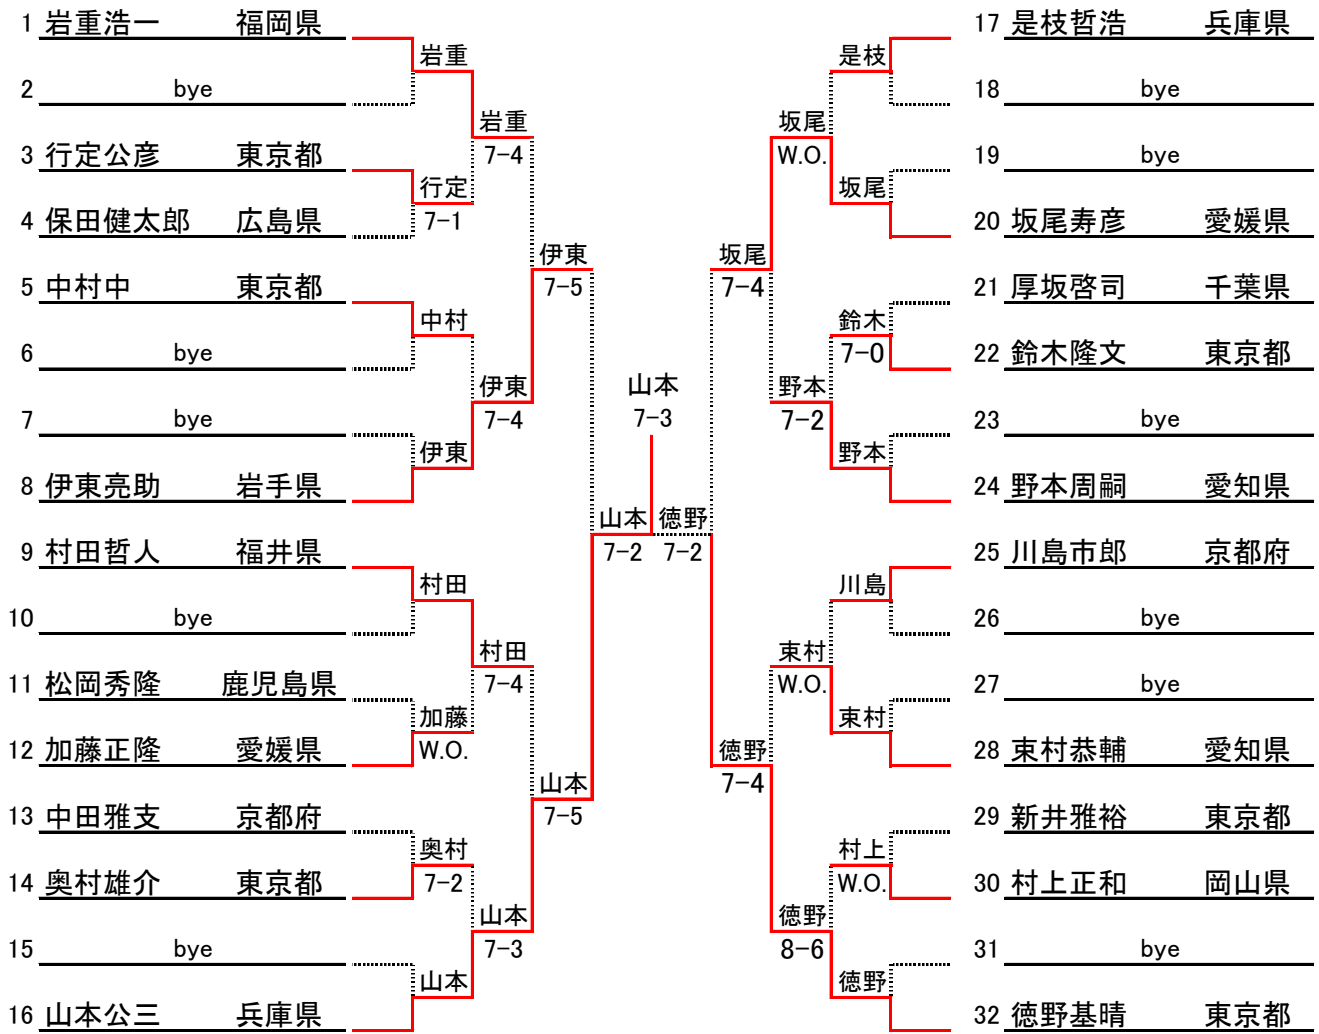 1 岩重浩一 福岡県
2 bye
3 行定公彦 東京都
4 保田健太郎 広島県
5 中村中 東京都
6 bye
7 bye
8 伊東亮助 岩手県
9 村田哲人 福井県
10 bye
11 松岡秀隆 鹿児島県
12 加藤正隆 愛媛県
13 中田雅支 京都府
14 奥村雄介 東京都
15 bye
16 山本公三 兵庫県
岩重
行定
7-1
中村
伊東
村田
加藤
W.O.
奥村
7-2
山本
岩重
7-4
伊東
7-4
村田
7-4
山本
7-3
伊東
7-5
山本
7-5
山本
7-2
山本
7-3
徳野
7-2
坂尾
7-4
徳野
7-4
坂尾
W.O.
野本
7-2
東村
W.O.
徳野
8-6
是枝
坂尾
鈴木
7-0
野本
川島
東村
村上
W.O.
徳野
17 是枝哲浩 兵庫県
18 bye
19 bye
20 坂尾寿彦 愛媛県
21 厚坂啓司 千葉県
22 鈴木隆文 東京都
23 bye
24 野本周嗣 愛知県
25 川島市郎 京都府
26 bye
27 bye
28 東村恭輔 愛知県
29 新井雅裕 東京都
30 村上正和 岡山県
31 bye
32 徳野基晴 東京都